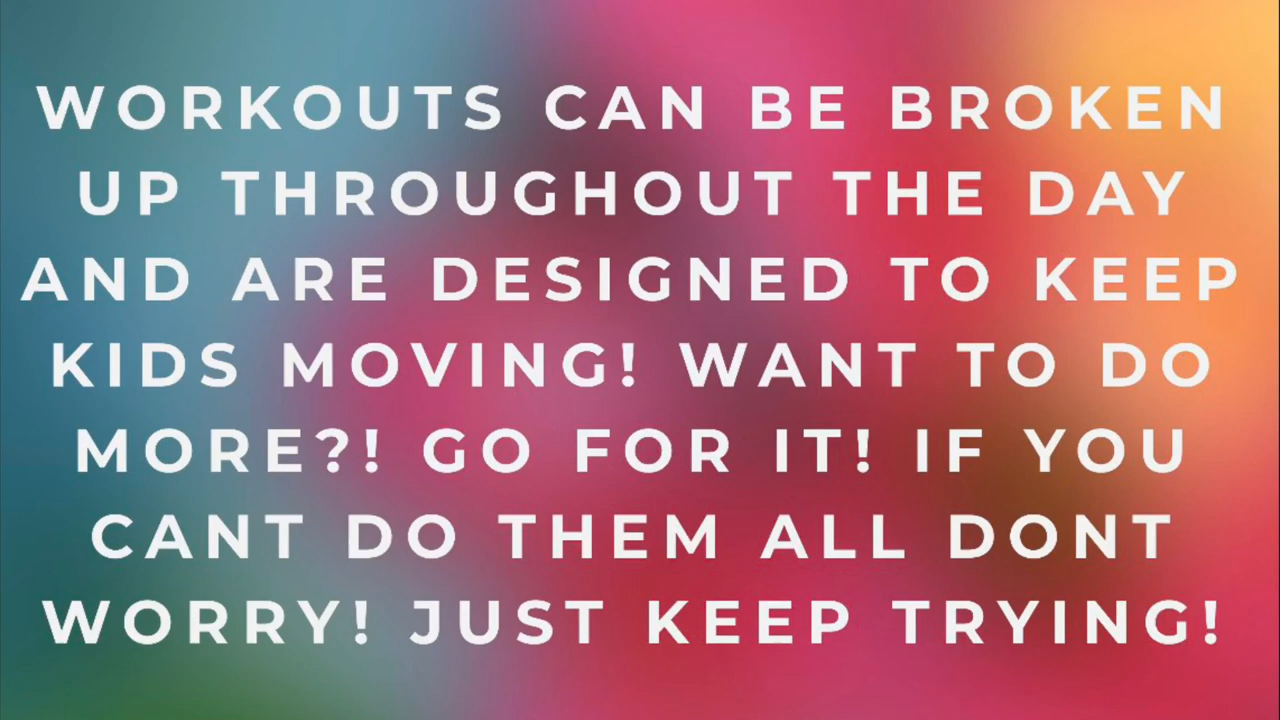 WORKOUTS CAN BE BROKEN
UP THROUGHOUT THE DAY
AND ARE DESIGNED TO KEEP
KIDS MOVING! WANT TO DO
MORE?! GO FOR IT! IF YOU
CANT DO THEM ALL DONT
WORRY! JUST KEEP TRYING!